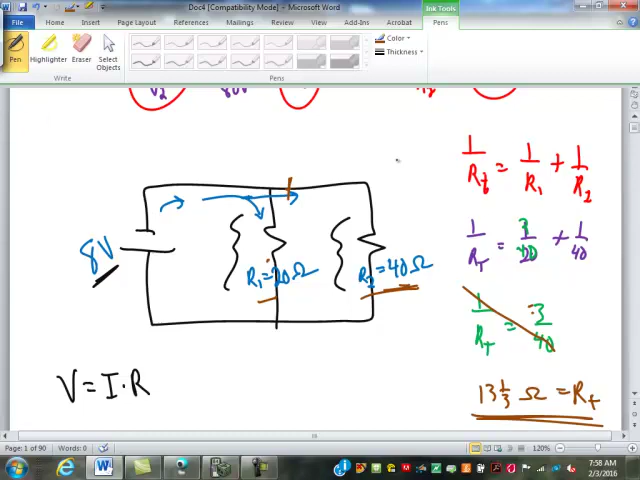 Doc4 [Compatibility Mode] - Microsoft Word
Ink Tools
File
Home
Insert
Page Layout
References
Mailings
Review
View
Add-Ins
Acrobat
Pens
Pen
Highlighter
Eraser
Select Objects
Color
Thickness
Write
Pens
V2
80V
8V
R1=20Ω
R2=40Ω
V=I·R
1/Rt = 1/R1 + 1/R2
1/RT = 1/20 + 1/40
1/RT = 3/40
13 1/3 Ω = Rt
Page: 1 of 90
Words: 0
120%
7:58 AM
2/3/2016